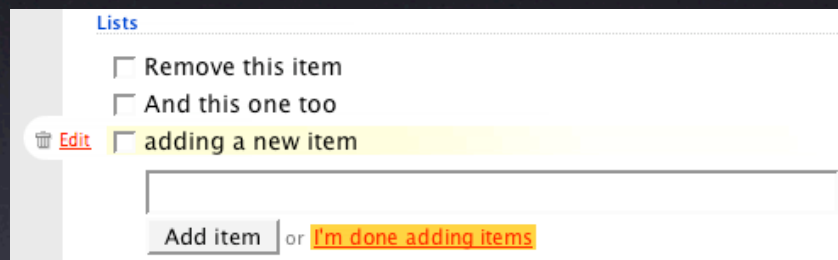 Lists
Remove this item
And this one too
Edit adding a new item
Add item or I'm done adding items